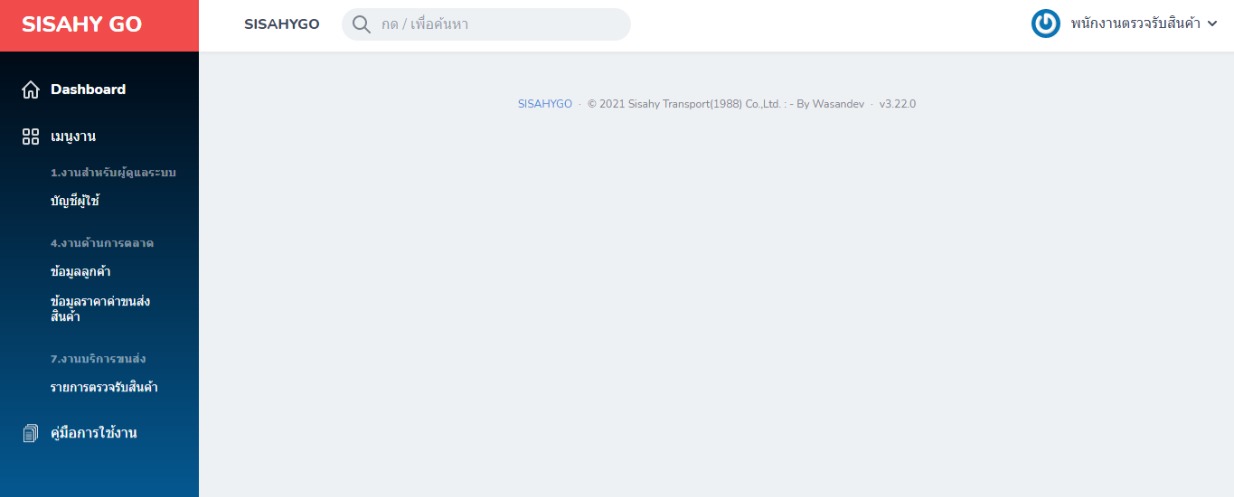 SISAHY GO
SISAHYGO
กด / เพื่อค้นหา
พนักงานตรวจรับสินค้า
Dashboard
เมนูงาน
1.งานสำหรับผู้ดูแลระบบ
บัญชีผู้ใช้
4.งานด้านการตลาด
ข้อมูลลูกค้า
ข้อมูลราคาค่าขนส่ง
สินค้า
7.งานบริการขนส่ง
รายการตรวจรับสินค้า
คู่มือการใช้งาน
SISAHYGO · © 2021 Sisahy Transport(1988) Co.,Ltd. : - By Wasandev · v3.22.0